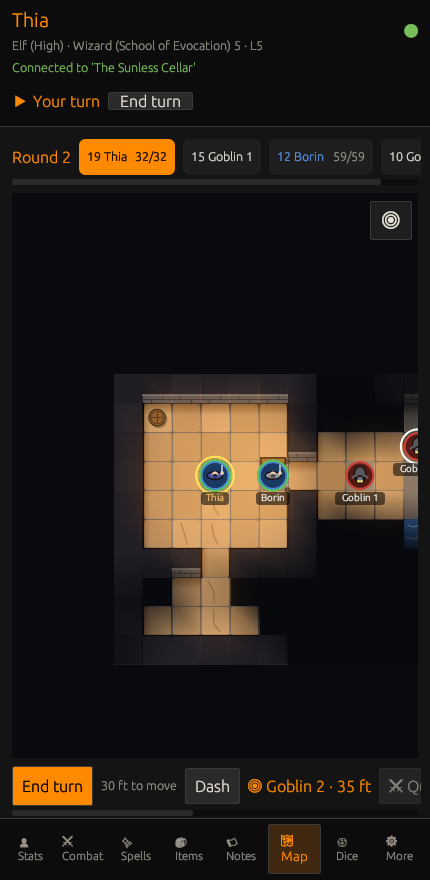 Thia
Elf (High) · Wizard (School of Evocation) 5 · L5
Connected to 'The Sunless Cellar'
Your turn End turn
Round 2 19 Thia 32/32 15 Goblin 1 12 Borin 59/59 10 Go
Thia Borin Goblin 1 Gob
End turn 30 ft to move Dash Goblin 2 · 35 ft Qu
Stats Combat Spells Items Notes Map Dice More